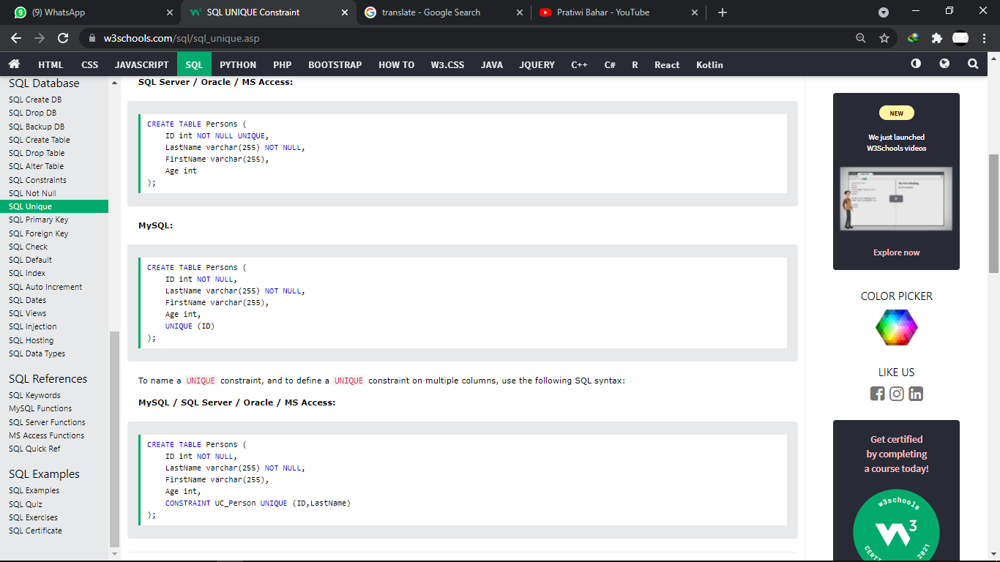 (9) WhatsApp
SQL UNIQUE Constraint
translate - Google Search
Pratiwi Bahar - YouTube
w3schools.com/sql/sql_unique.asp
HTML CSS JAVASCRIPT SQL PYTHON PHP BOOTSTRAP HOW TO W3.CSS JAVA JQUERY C++ C# R React Kotlin
SQL Database
SQL Create DB
SQL Drop DB
SQL Backup DB
SQL Create Table
SQL Drop Table
SQL Alter Table
SQL Constraints
SQL Not Null
SQL Unique
SQL Primary Key
SQL Foreign Key
SQL Check
SQL Default
SQL Index
SQL Auto Increment
SQL Dates
SQL Views
SQL Injection
SQL Hosting
SQL Data Types
SQL References
SQL Keywords
MySQL Functions
SQL Server Functions
MS Access Functions
SQL Quick Ref
SQL Examples
SQL Examples
SQL Quiz
SQL Exercises
SQL Certificate
SQL Server / Oracle / MS Access:
CREATE TABLE Persons (
    ID int NOT NULL UNIQUE,
    LastName varchar(255) NOT NULL,
    FirstName varchar(255),
    Age int
);
MySQL:
CREATE TABLE Persons (
    ID int NOT NULL,
    LastName varchar(255) NOT NULL,
    FirstName varchar(255),
    Age int,
    UNIQUE (ID)
);
To name a UNIQUE constraint, and to define a UNIQUE constraint on multiple columns, use the following SQL syntax:
MySQL / SQL Server / Oracle / MS Access:
CREATE TABLE Persons (
    ID int NOT NULL,
    LastName varchar(255) NOT NULL,
    FirstName varchar(255),
    Age int,
    CONSTRAINT UC_Person UNIQUE (ID,LastName)
);
NEW
We just launched
W3Schools videos
Explore now
COLOR PICKER
LIKE US
Get certified
by completing
a course today!
w3schools
W3
2021